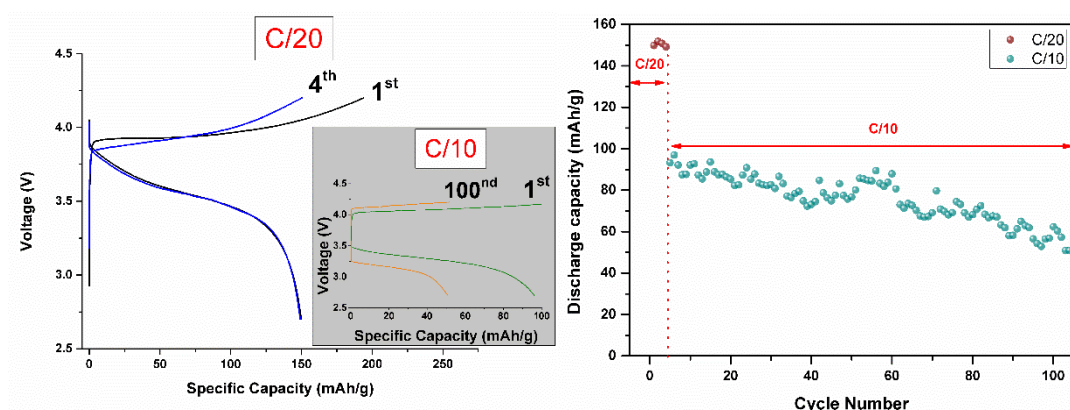 C/20
4th
1st
4.5
4.0
3.5
3.0
2.5
Voltage (V)
0 50 100 150 200 250
Specific Capacity (mAh/g)
C/10
100nd
1st
4.5
4.0
3.5
3.0
2.5
Voltage (V)
0 20 40 60 80 100
Specific Capacity (mAh/g)
160
140
120
100
80
60
40
20
0
Discharge capacity (mAh/g)
C/20
C/10
C/20
C/10
0 20 40 60 80 100
Cycle Number